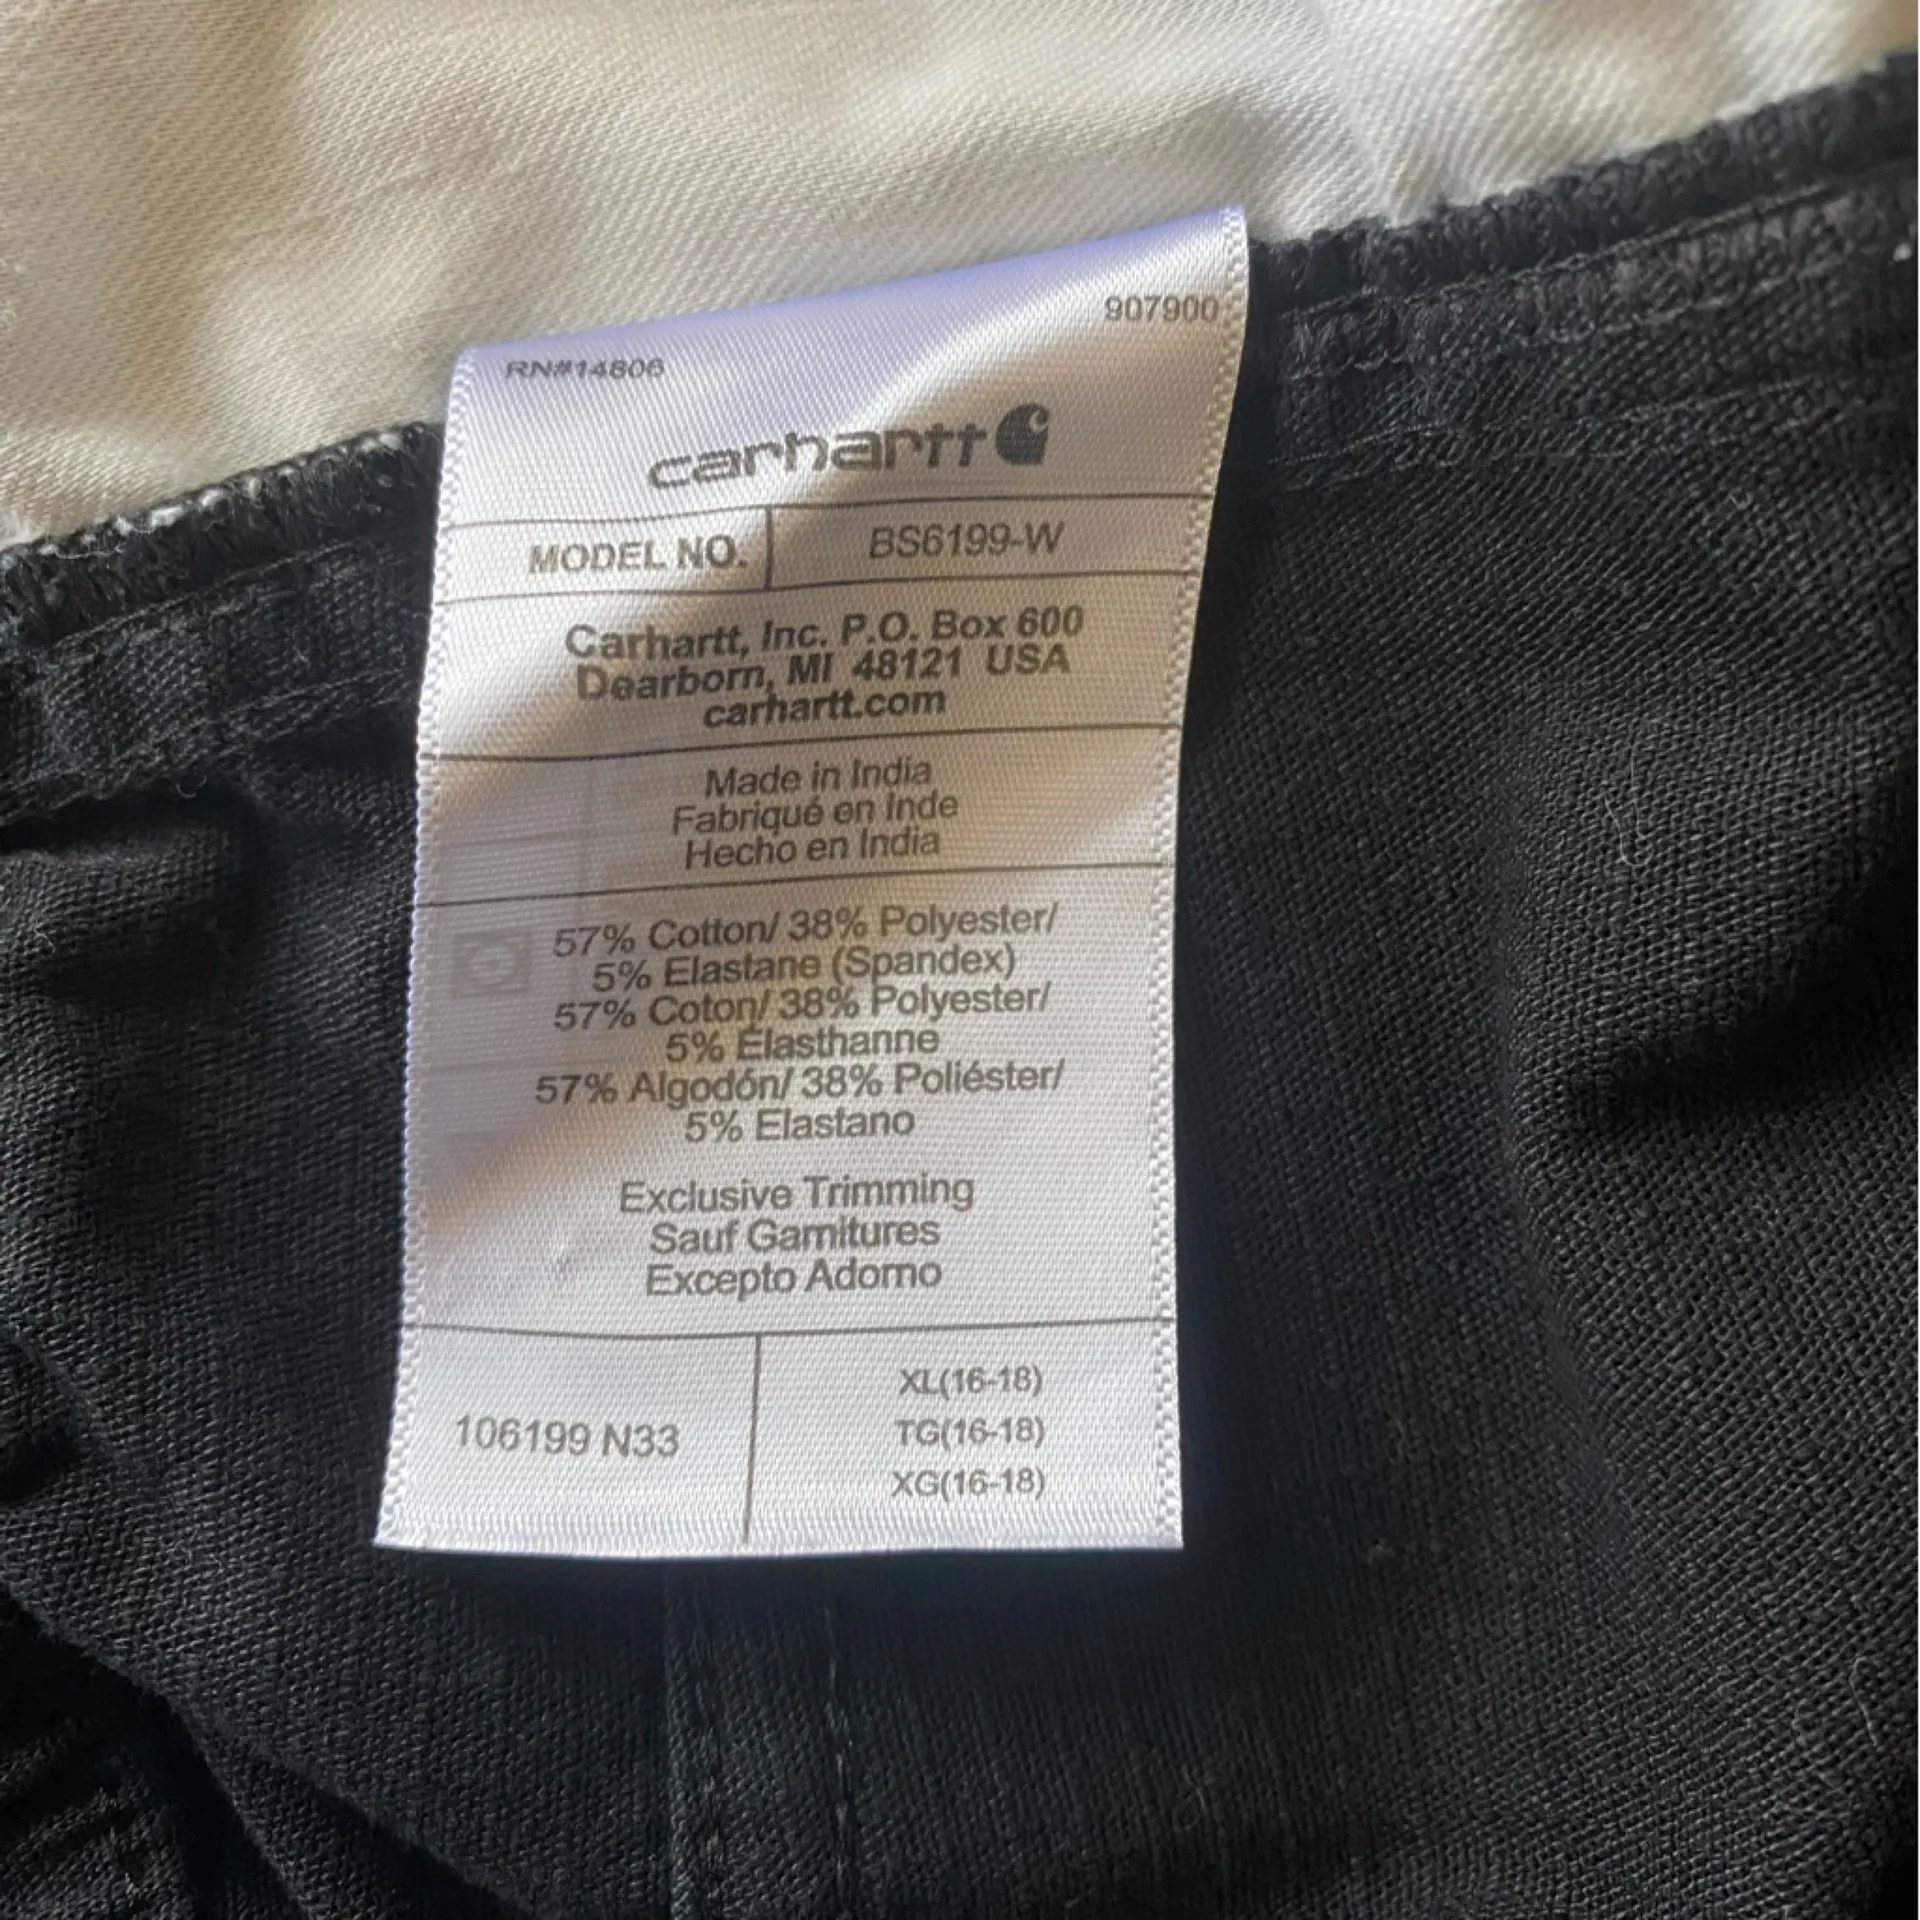 907900
RN#14806
carhartt
MODEL NO. BS6199-W
Carhartt, Inc. P.O. Box 600
Dearborn, MI 48121 USA
carhartt.com
Made in India
Fabriqué en Inde
Hecho en India
57% Cotton/ 38% Polyester/
5% Elastane (Spandex)
57% Coton/ 38% Polyester/
5% Élasthanne
57% Algodón/ 38% Poliéster/
5% Elastano
Exclusive Trimming
Sauf Garnitures
Excepto Adorno
106199 N33
XL(16-18)
TG(16-18)
XG(16-18)